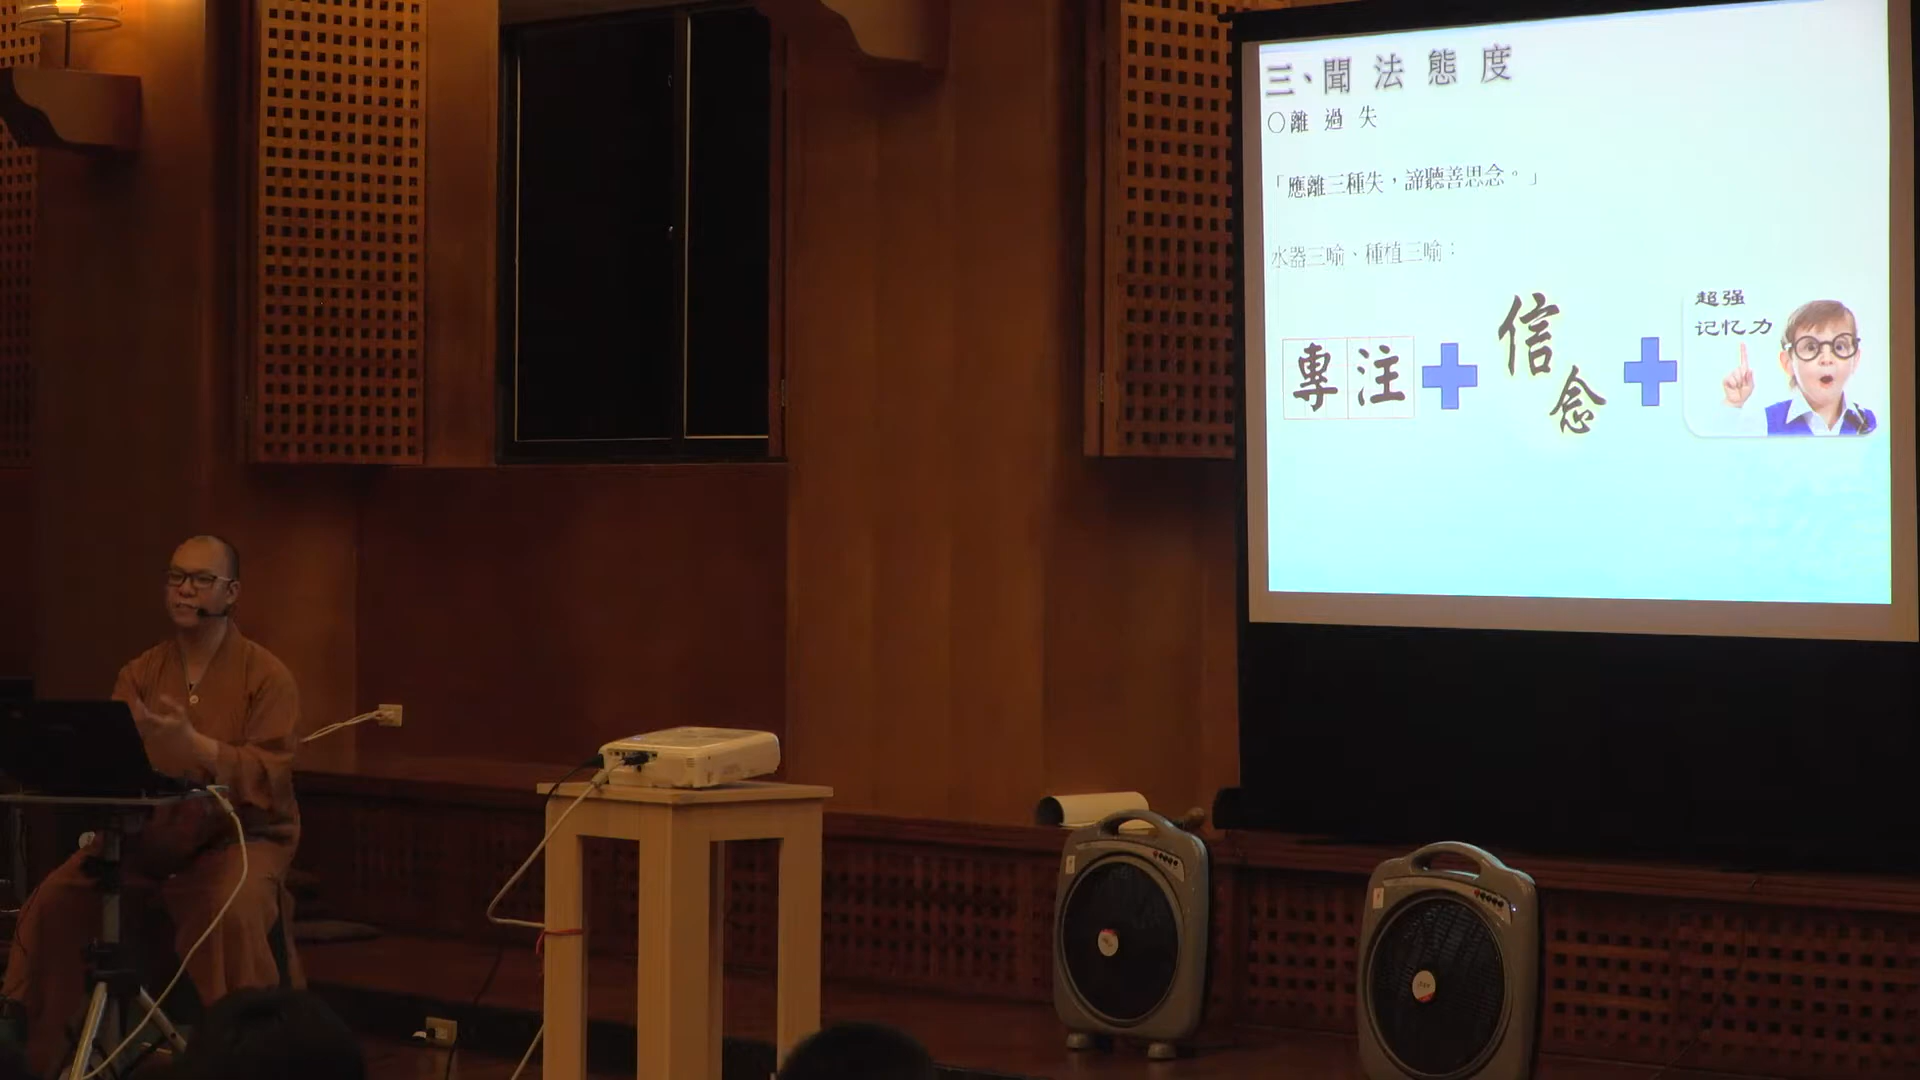 三、聞法態度
〇離過失
「應離三種失，諦聽善思念。」
水器三喻、種植三喻：
專注
信念
超强
记忆力